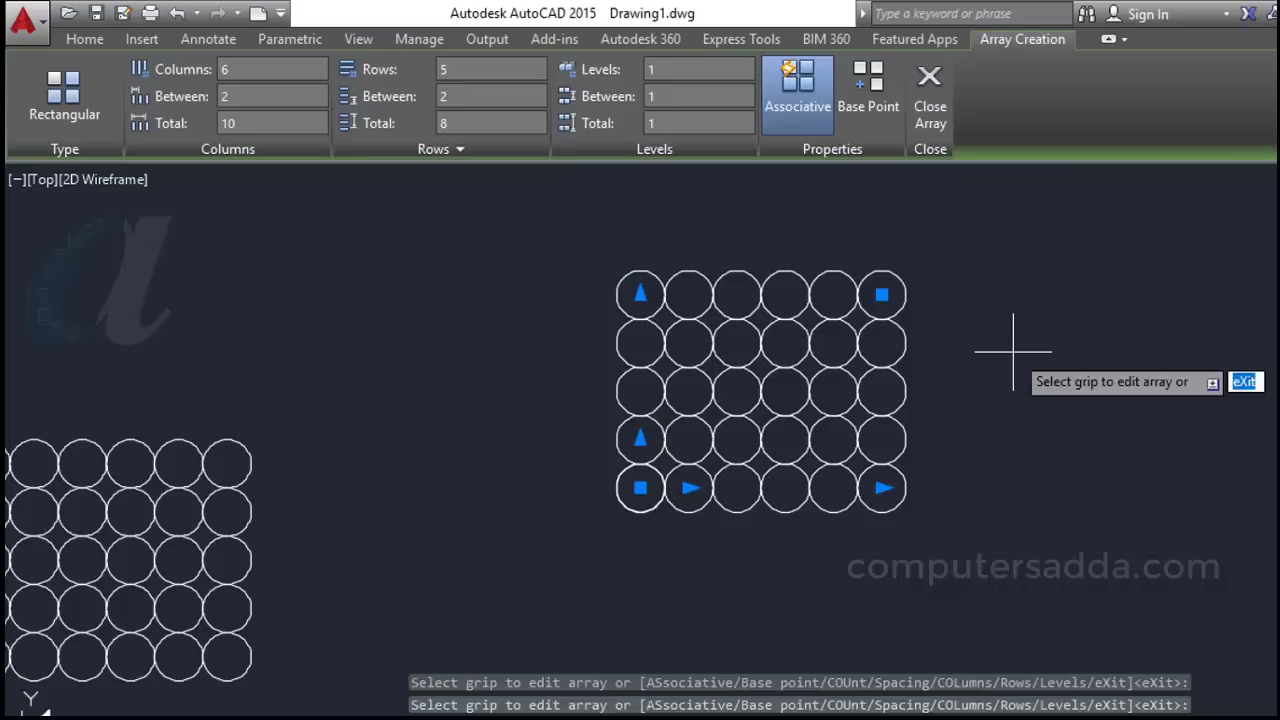 Autodesk AutoCAD 2015 Drawing1.dwg
Type a keyword or phrase
Sign In
Home Insert Annotate Parametric View Manage Output Add-ins Autodesk 360 Express Tools BIM 360 Featured Apps Array Creation
Columns: 6 Rows: 5 Levels: 1
Between: 2 Between: 2 Between: 1
Total: 10 Total: 8 Total: 1
Rectangular
Associative
Base Point
Close
Array
Type Columns Rows Levels Properties Close
[−][Top][2D Wireframe]
a
Select grip to edit array or eXit
computersadda.com
Select grip to edit array or [ASsociative/Base point/COUnt/Spacing/COLumns/Rows/Levels/eXit]<eXit>:
Y
Select grip to edit array or [ASsociative/Base point/COUnt/Spacing/COLumns/Rows/Levels/eXit]<eXit>: